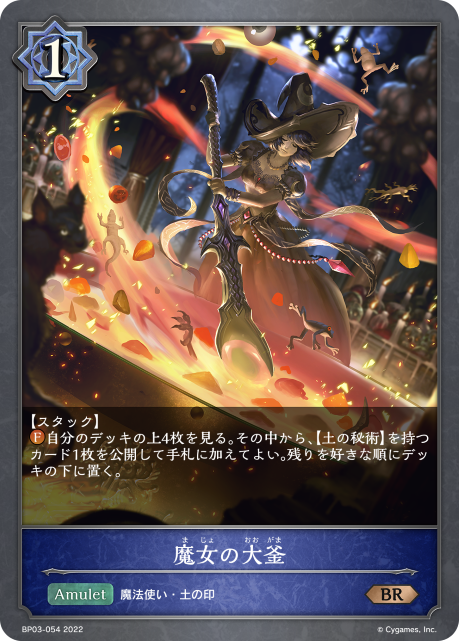 1
【スタック】
Ⓕ自分のデッキの上4枚を見る。その中から、【土の秘術】を持つ
カード1枚を公開して手札に加えてよい。残りを好きな順にデッ
キの下に置く。
まじょ おおがま
魔女の大釜
Amulet 魔法使い・土の印 BR
BP03-054 2022 © Cygames, Inc.